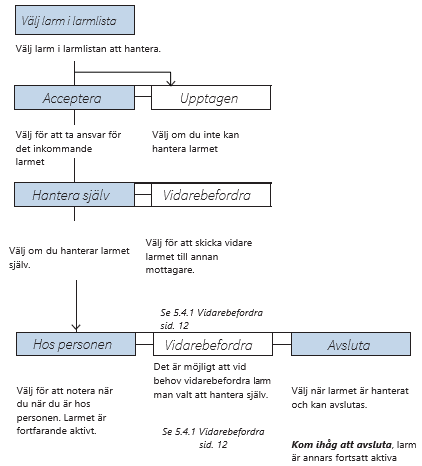 Välj larm i larmlista
Välj larm i larmlistan att hantera.
Acceptera
Upptagen
Välj för att ta ansvar för
det inkommande
larmet
Välj om du inte kan
hantera larmet
Hantera själv
Vidarebefordra
Välj om du hanterar larmet
själv.
Välj för att skicka vidare
larmet till annan
mottagare.
Se 5.4.1 Vidarebefordra
sid. 12
Hos personen
Vidarebefordra
Avsluta
Välj för att notera när
du när du är hos
personen. Larmet är
fortfarande aktivt.
Det är möjligt att vid
behov vidarebefordra larm
man valt att hantera själv.
Se 5.4.1 Vidarebefordra
sid. 12
Välj när larmet är hanterat
och kan avslutas.
Kom ihåg att avsluta, larm
är annars fortsatt aktiva